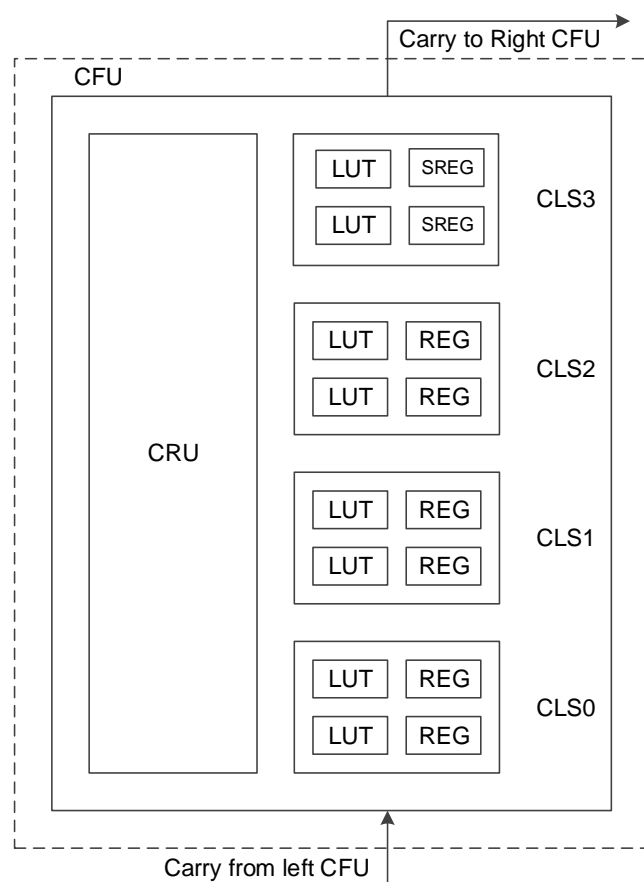 Carry to Right CFU
CFU
LUT SREG
LUT SREG
CLS3
LUT REG
LUT REG
CLS2
CRU
LUT REG
LUT REG
CLS1
LUT REG
LUT REG
CLS0
Carry from left CFU